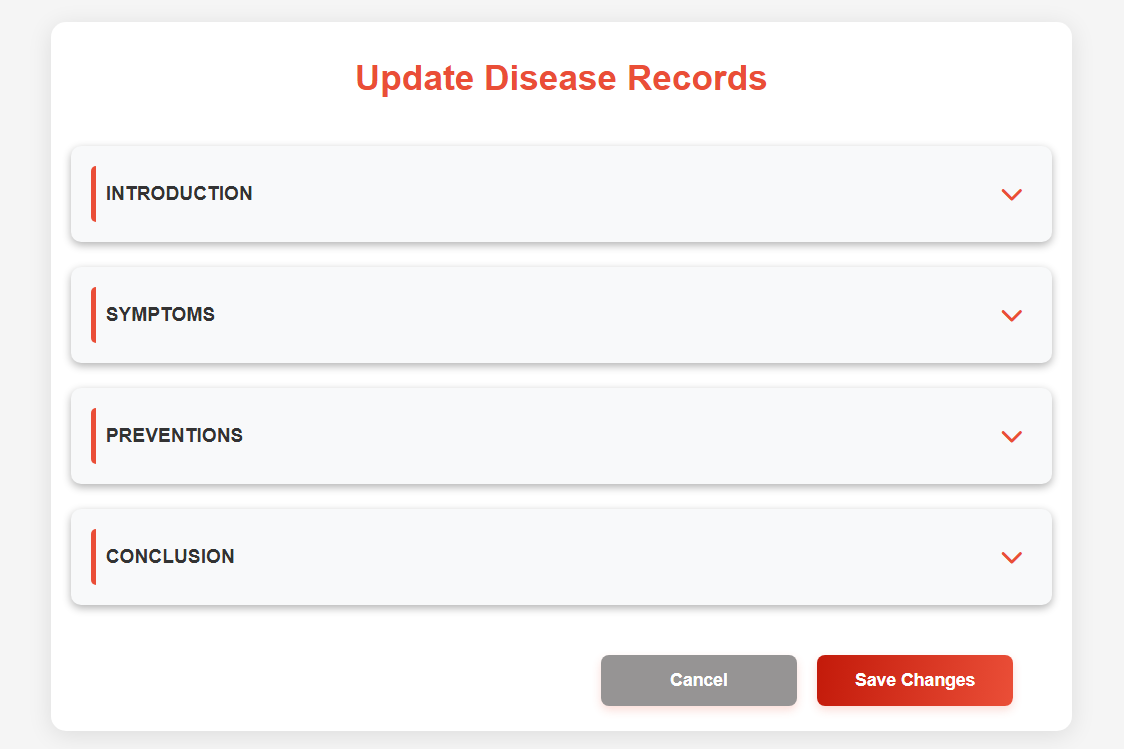 Update Disease Records
INTRODUCTION
SYMPTOMS
PREVENTIONS
CONCLUSION
Cancel
Save Changes